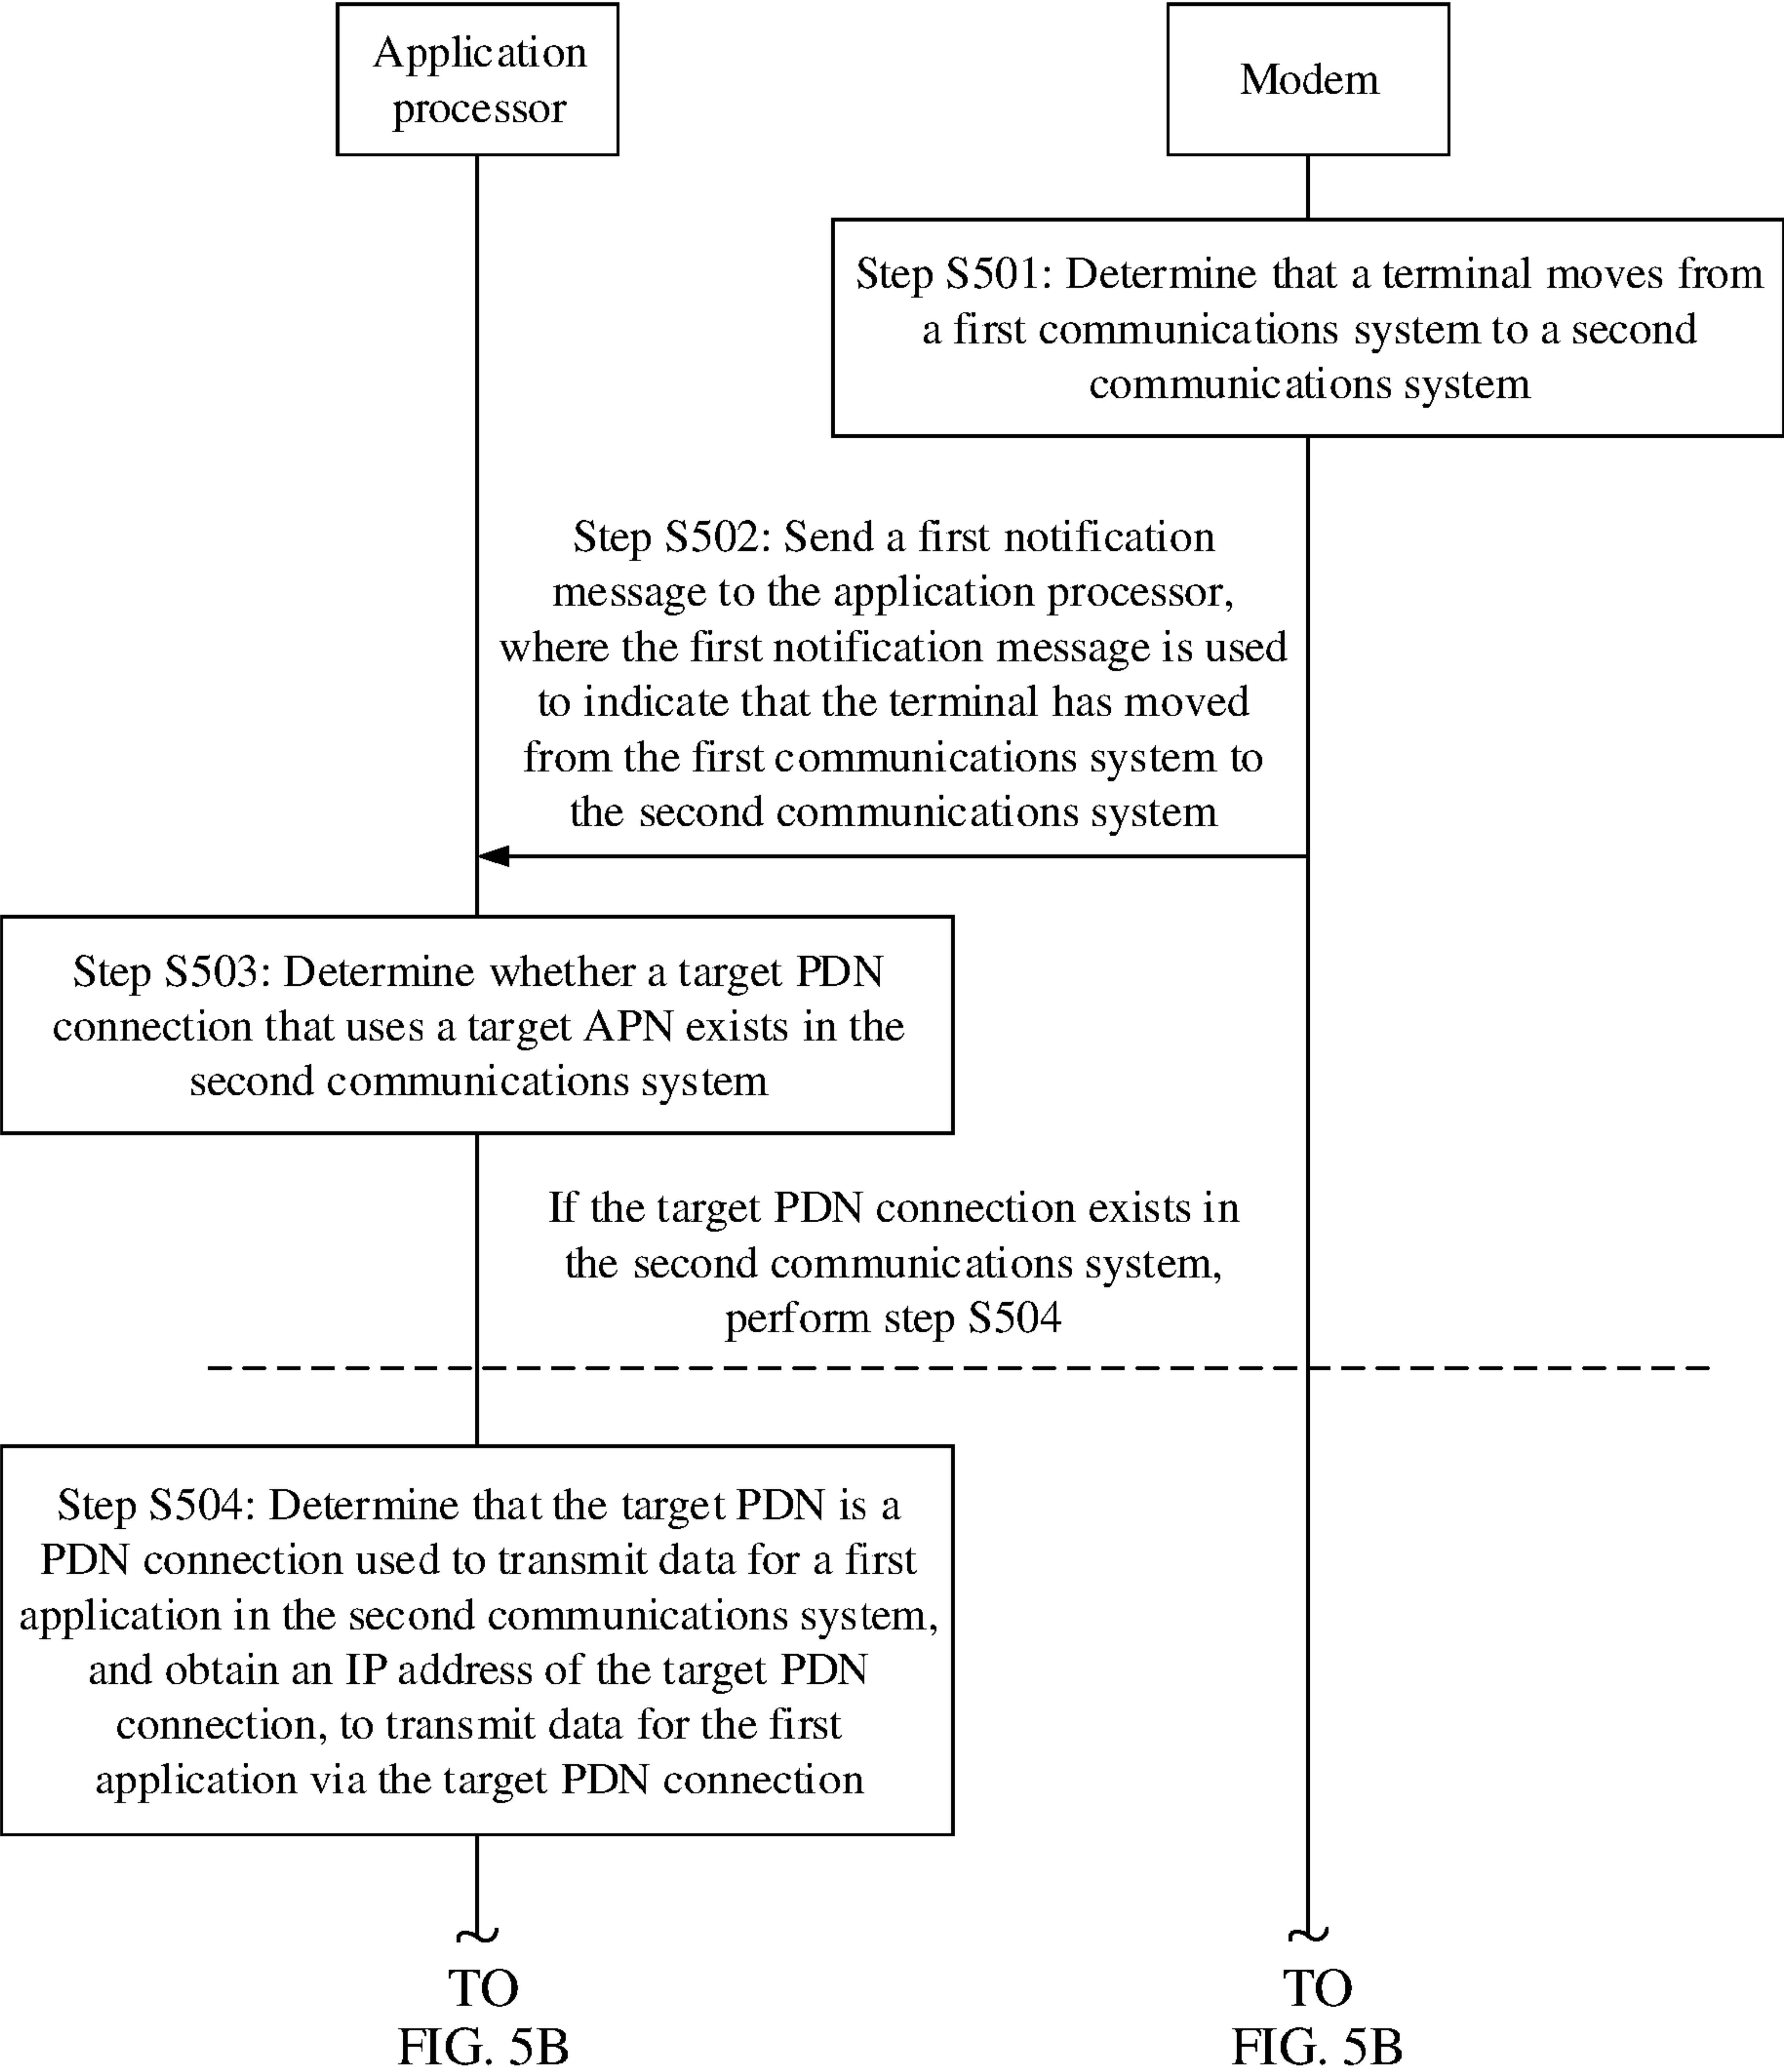 Application
processor
Modem
Step S501: Determine that a terminal moves from
a first communications system to a second
communications system
Step S502: Send a first notification
message to the application processor,
where the first notification message is used
to indicate that the terminal has moved
from the first communications system to
the second communications system
Step S503: Determine whether a target PDN
connection that uses a target APN exists in the
second communications system
If the target PDN connection exists in
the second communications system,
perform step S504
Step S504: Determine that the target PDN is a
PDN connection used to transmit data for a first
application in the second communications system,
and obtain an IP address of the target PDN
connection, to transmit data for the first
application via the target PDN connection
TO
FIG. 5B
TO
FIG. 5B